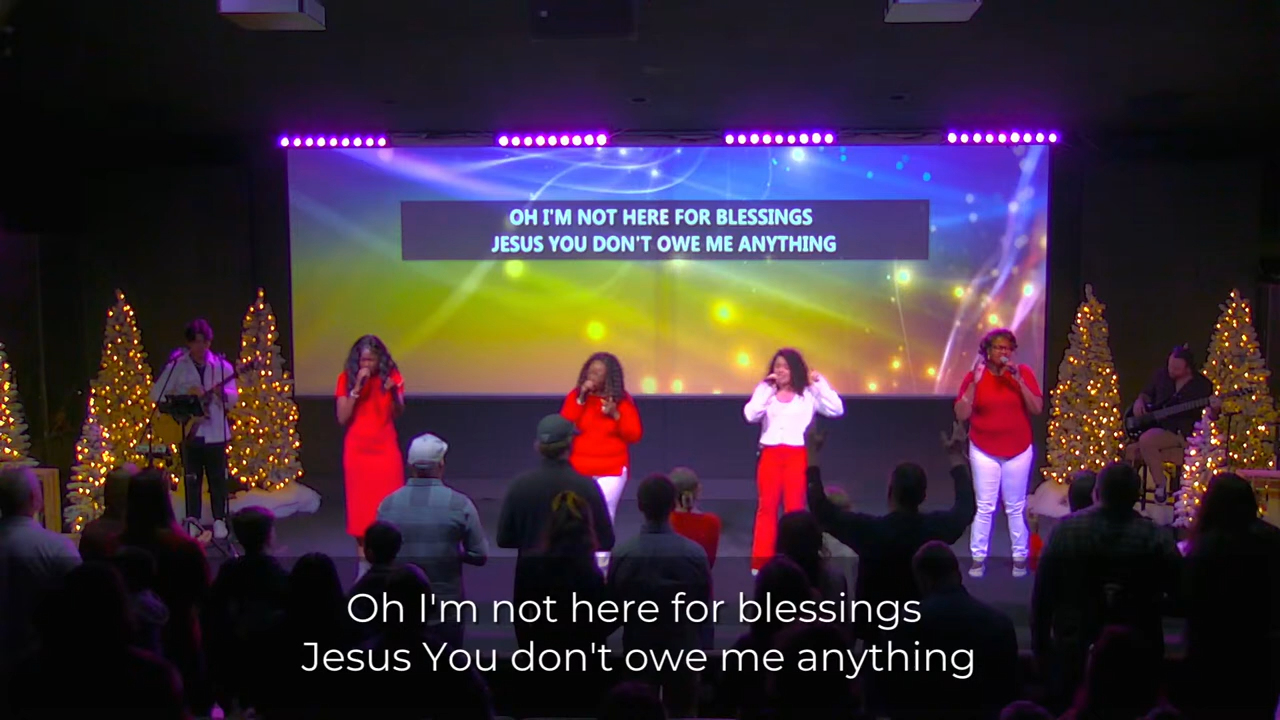 OH I'M NOT HERE FOR BLESSINGS
JESUS YOU DON'T OWE ME ANYTHING
Oh I'm not here for blessings
Jesus You don't owe me anything